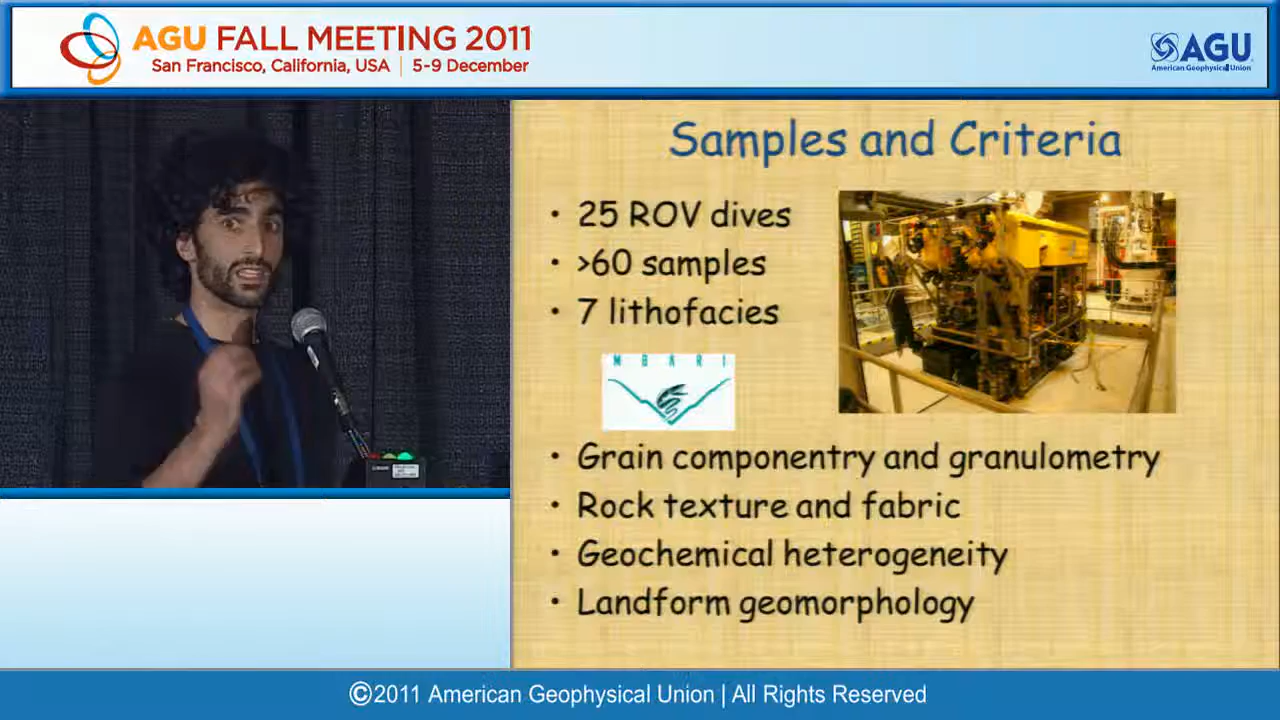 AGU FALL MEETING 2011
San Francisco, California, USA | 5-9 December
AGU
American Geophysical Union
Samples and Criteria
• 25 ROV dives
• >60 samples
• 7 lithofacies
MBARI
• Grain componentry and granulometry
• Rock texture and fabric
• Geochemical heterogeneity
• Landform geomorphology
©2011 American Geophysical Union | All Rights Reserved